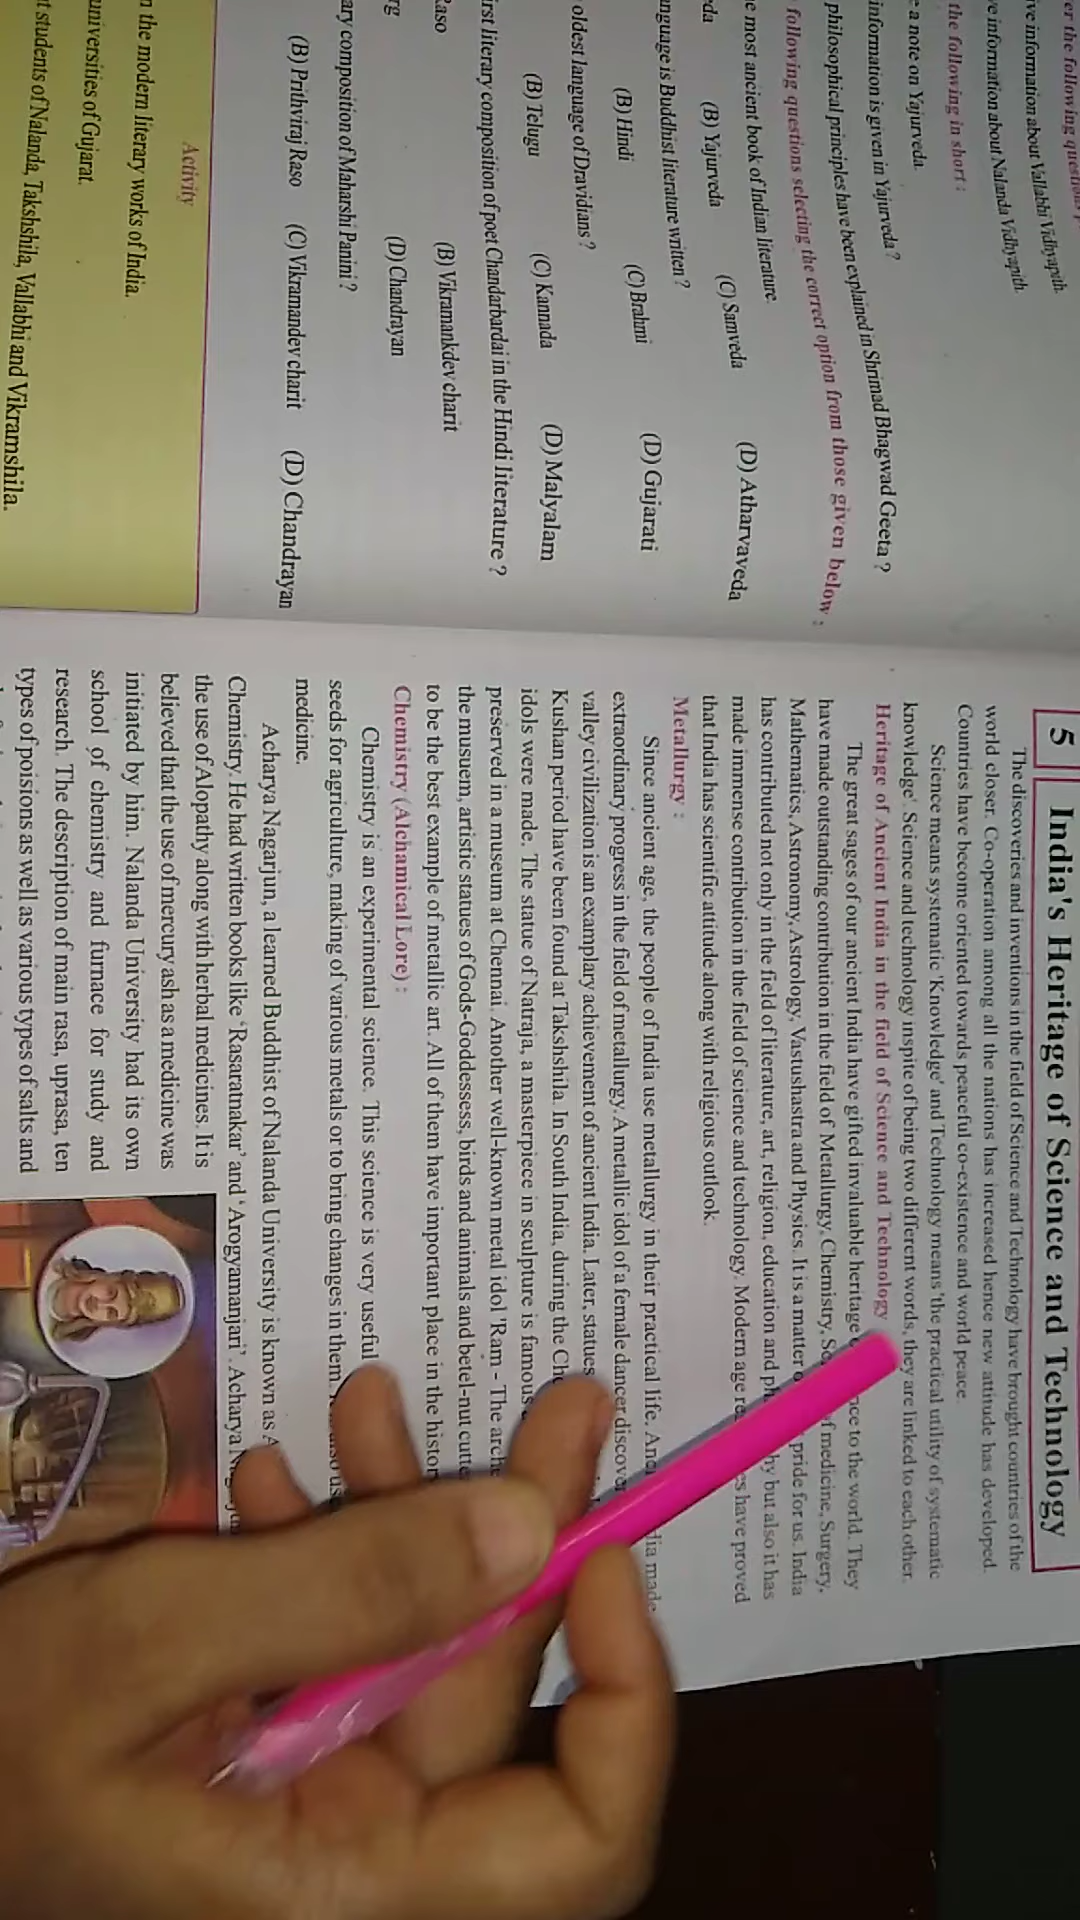 er the following questions
ve information about Vallabhi Vidhyapith.
ve information about Nalanda Vidhyapith.
the following in short :
e a note on Yajurveda.
information is given in Yajurveda ?
philosophical principles have been explained in Shrimad Bhagwad Geeta ?
following questions selecting the correct option from those given below :
e most ancient book of Indian literature.
da (B) Yajurveda (C) Samveda (D) Atharvaveda
anguage is Buddhist literature written ?
(B) Hindi (C) Brahmi (D) Gujarati
oldest language of Dravidians ?
(B) Telugu (C) Kannada (D) Malyalam
irst literary composition of poet Chandarbardai in the Hindi literature ?
Raso (B) Vikramankdev charit
rg (D) Chandrayan
ary composition of Maharshi Panini ?
(B) Prithviraj Raso (C) Vikramandev charit (D) Chandrayan
Activity
n the modern literary works of India.
universities of Gujarat.
t students of Nalanda, Takshshila, Vallabhi and Vikramshila.
5 India's Heritage of Science and Technology
The discoveries and inventions in the field of Science and Technology have brought countries of the
world closer. Co-operation among all the nations has increased hence new attitude has developed.
Countries have become oriented towards peaceful co-existence and world peace.
Science means systematic 'Knowledge' and Technology means 'the practical utility of systematic
knowledge'. Science and technology inspite of being two different words, they are linked to each other.
Heritage of Ancient India in the field of Science and Technology
The great sages of our ancient India have gifted invaluable heritage nce to the world. They
have made outstanding contribution in the field of Metallurgy, Chemistry, of medicine, Surgery,
Mathematics, Astronomy, Astrology, Vastushastra and Physics. It is a matter pride for us. India
has contributed not only in the field of literature, art, religion, education and ph hy but also it has
made immense contribution in the field of science and technology. Modern age re es have proved
that India has scientific attitude along with religious outlook.
Metallurgy :
Since ancient age, the people of India use metallurgy in their practical life. Anci dia made
extraordinary progress in the field of metallurgy. A metallic idol of a female dancer discover
valley civilization is an examplary achievement of ancient India. Later, statues
Kushan period have been found at Takshshila. In South India, during the Ch
idols were made. The statue of Natraja, a masterpiece in sculpture is famous
preserved in a museum at Chennai. Another well-known metal idol 'Ram - The arche
the musuem, artistic statues of Gods-Goddessess, birds and animals and betel-nut cutte
to be the best example of metallic art. All of them have important place in the histor
Chemistry (Alchamical Lore) :
Chemistry is an experimental science. This science is very useful
seeds for agriculture, making of various metals or to bring changes in them.
medicine.
Acharya Nagarjun, a learned Buddhist of Nalanda University is known as A
Chemistry. He had written books like 'Rasaratnakar' and 'Arogyamanjari'. Acharya
the use of Alopathy along with herbal medicines. It is
believed that the use of mercury ash as a medicine was
initiated by him. Nalanda University had its own
school of chemistry and furnace for study and
research. The description of main rasa, uprasa, ten
types of poisions as well as various types of salts and